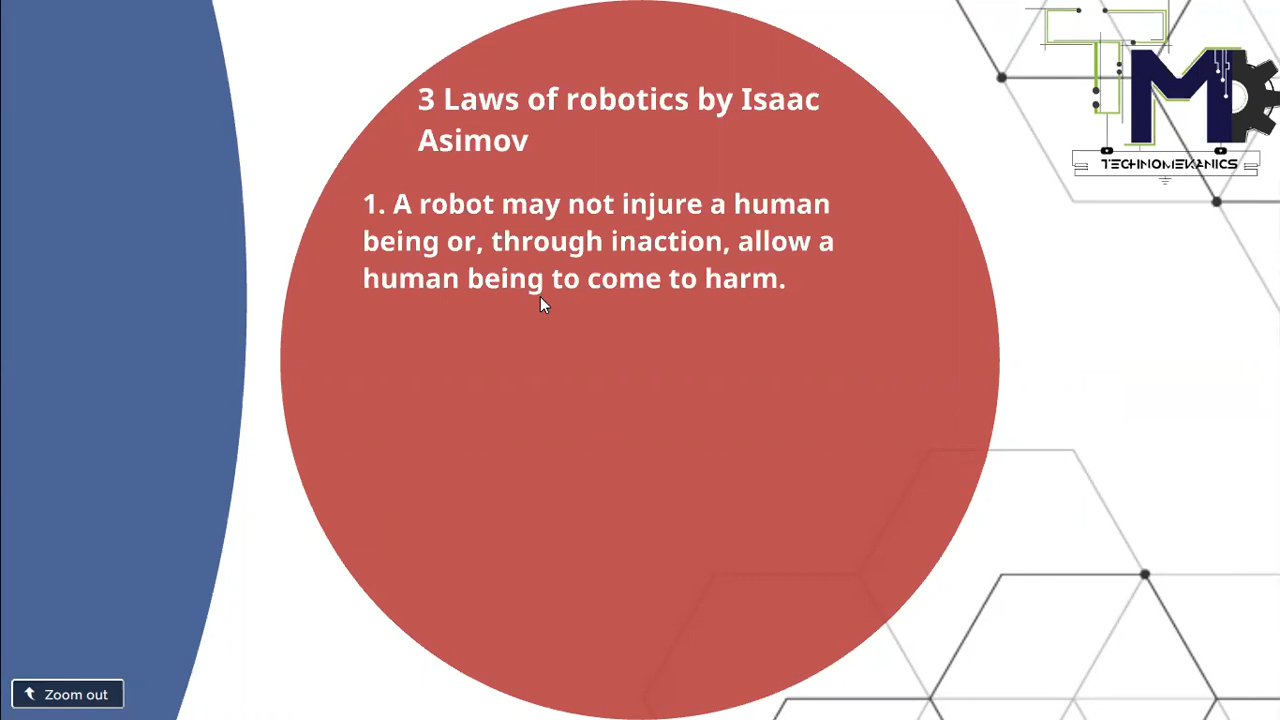 3 Laws of robotics by Isaac
Asimov
1. A robot may not injure a human
being or, through inaction, allow a
human being to come to harm.
TM
TECHNOMEKANICS
Zoom out